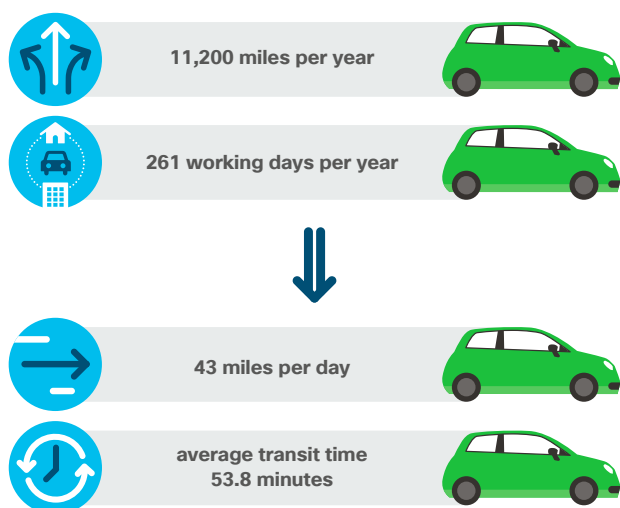 11,200 miles per year
261 working days per year
43 miles per day
average transit time
53.8 minutes